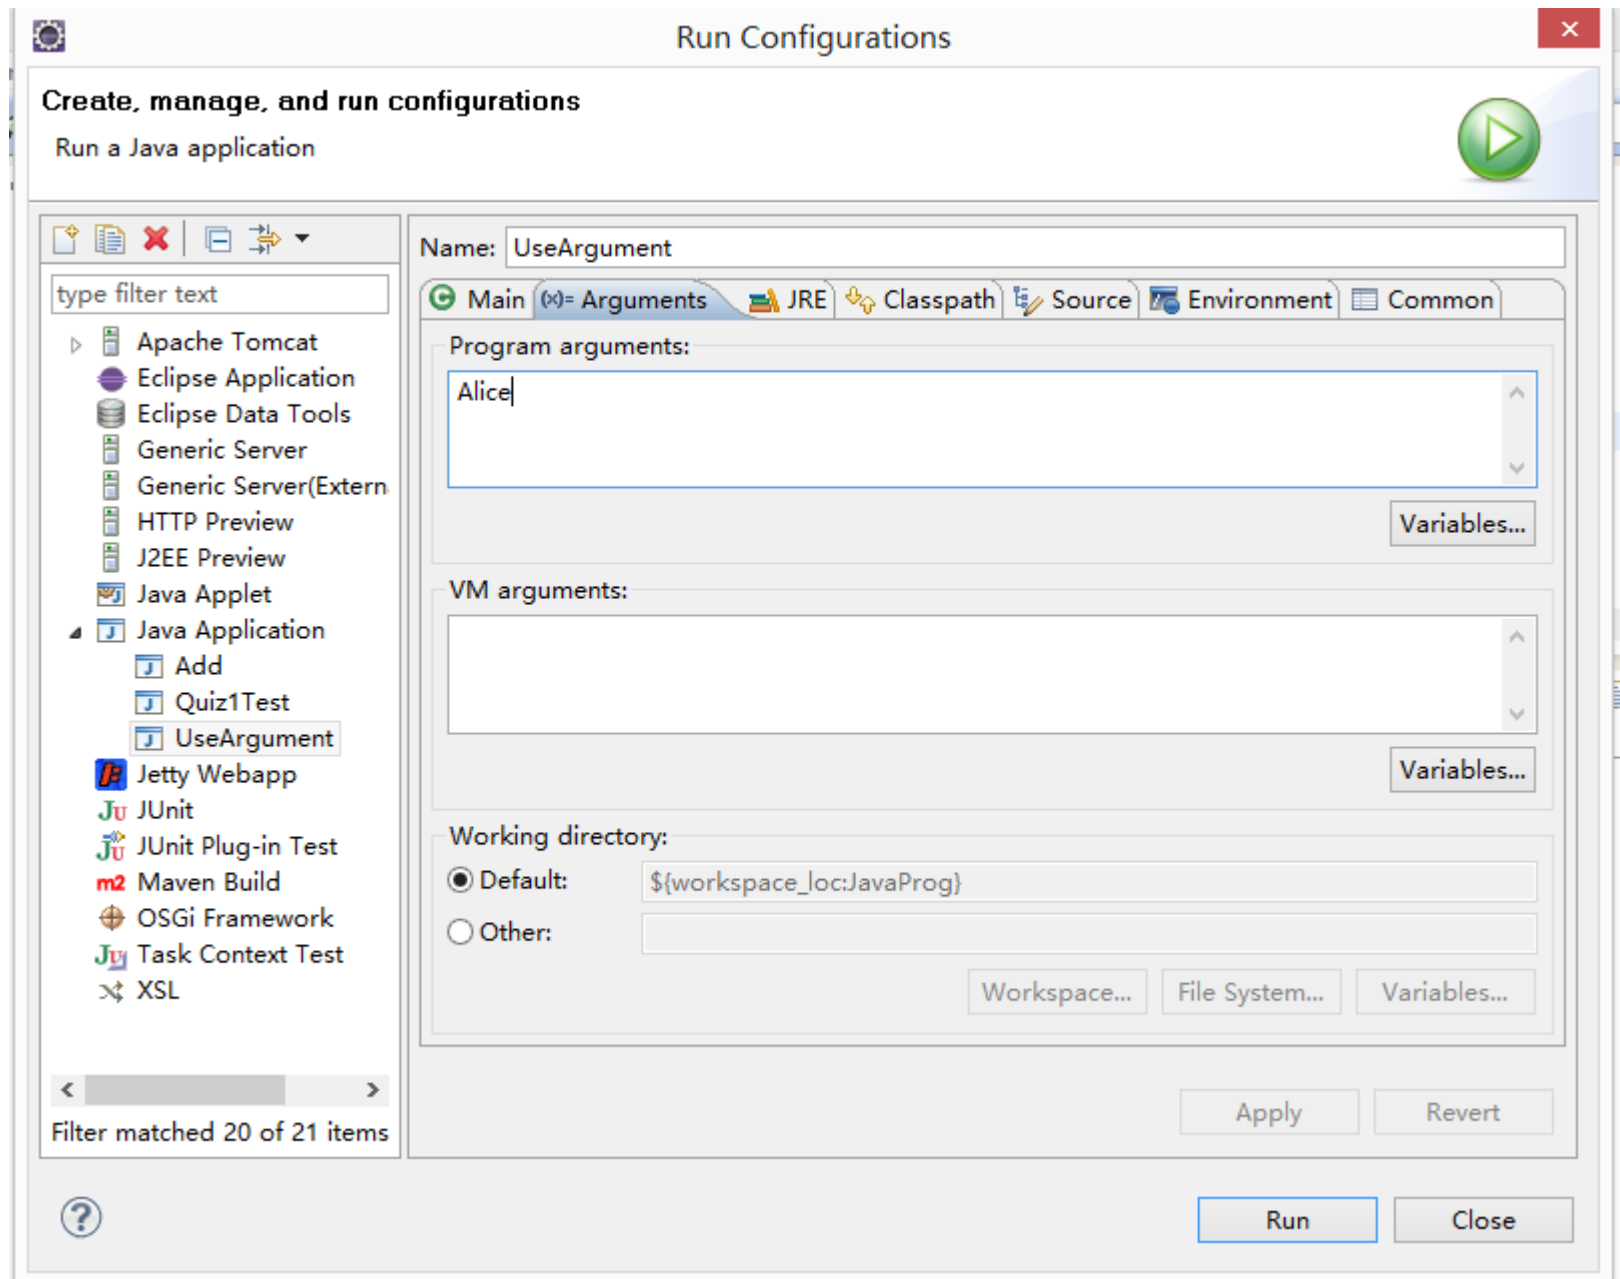 Run Configurations
Create, manage, and run configurations
Run a Java application
type filter text
Apache Tomcat
Eclipse Application
Eclipse Data Tools
Generic Server
Generic Server(Extern
HTTP Preview
J2EE Preview
Java Applet
Java Application
Add
Quiz1Test
UseArgument
Jetty Webapp
JUnit
JUnit Plug-in Test
Maven Build
OSGi Framework
Task Context Test
XSL
Filter matched 20 of 21 items
Name: UseArgument
Main (x)= Arguments JRE Classpath Source Environment Common
Program arguments:
Alice
Variables...
VM arguments:
Variables...
Working directory:
Default: ${workspace_loc:JavaProg}
Other:
Workspace... File System... Variables...
Apply Revert
Run Close